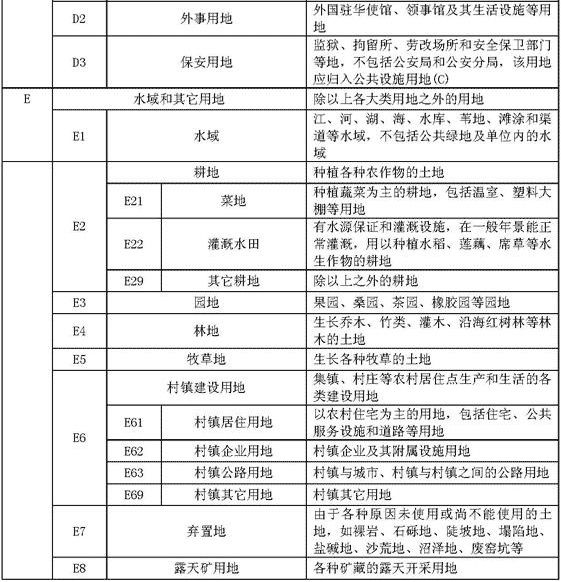 D2 外事用地 外国驻华使馆、领事馆及其生活设施等用
地
D3 保安用地 监狱、拘留所、劳改场所和安全保卫部门
等地,不包括公安局和公安分局,该用地
应归入公共设施用地(C)
E 水域和其它用地 除以上各大类用地之外的用地
E1 水域 江、河、湖、海、水库、苇地、滩涂和渠
道等水域,不包括公共绿地及单位内的水
域
E2 耕地 种植各种农作物的土地
E21 菜地 种植蔬菜为主的耕地,包括温室、塑料大
棚等用地
E22 灌溉水田 有水源保证和灌溉设施,在一般年景能正
常灌溉,用以种植水稻、莲藕、席草等水
生作物的耕地
E29 其它耕地 除以上之外的耕地
E3 园地 果园、桑园、茶园、橡胶园等园地
E4 林地 生长乔木、竹类、灌木、沿海红树林等林
木的土地
E5 牧草地 生长各种牧草的土地
E6 村镇建设用地 集镇、村庄等农村居住点生产和生活的各
类建设用地
E61 村镇居住用地 以农村住宅为主的用地,包括住宅、公共
服务设施和道路等用地
E62 村镇企业用地 村镇企业及其附属设施用地
E63 村镇公路用地 村镇与城市、村镇与村镇之间的公路用地
E69 村镇其它用地 村镇其它用地
E7 弃置地 由于各种原因未使用或尚不能使用的土
地,如裸岩、石砾地、陡坡地、塌陷地、
盐碱地、沙荒地、沼泽地、废窑坑等
E8 露天矿用地 各种矿藏的露天开采用地